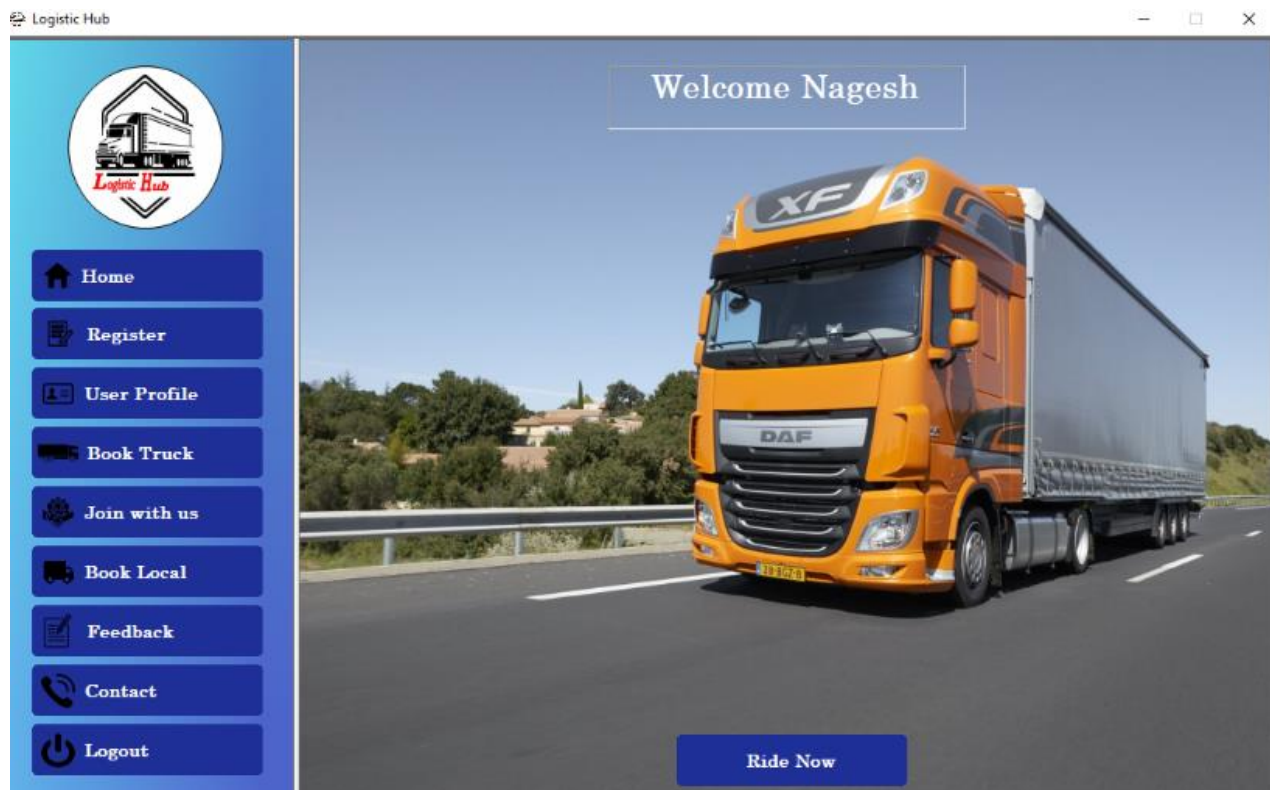 Logistic Hub
Logistic Hub
Home
Register
User Profile
Book Truck
Join with us
Book Local
Feedback
Contact
Logout
Welcome Nagesh
XF
DAF
Ride Now